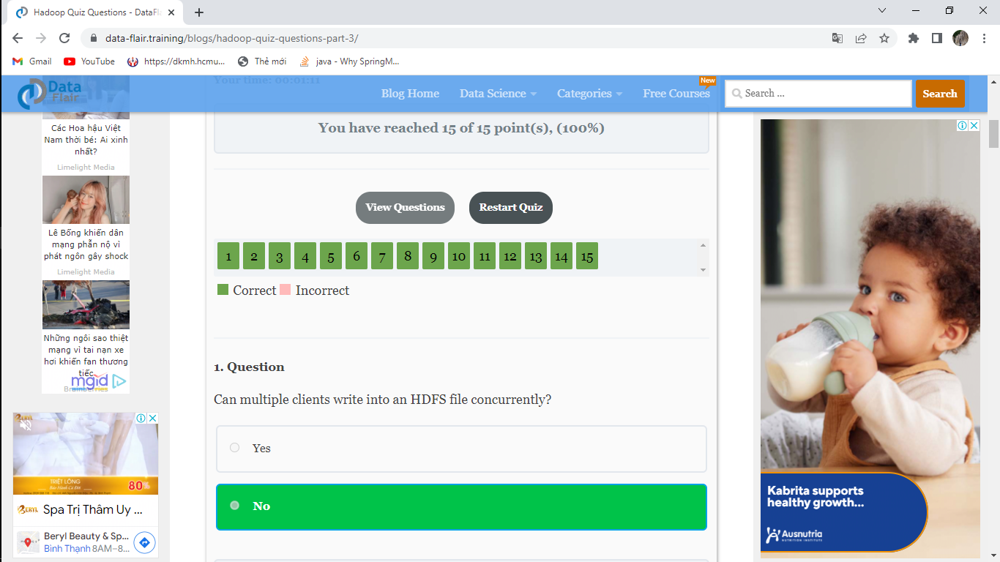 Hadoop Quiz Questions - DataFl
data-flair.training/blogs/hadoop-quiz-questions-part-3/
Gmail
YouTube
https://dkmh.hcmu...
Thẻ mới
java - Why SpringM...
Your time: 00:01:11
Data
Flair
Blog Home
Data Science
Categories
Free Courses
New
Search ...
Search
Các Hoa hậu Việt
Nam thời bé: Ai xinh
nhất?
Limelight Media
Lê Bống khiến dân
mạng phẫn nộ vì
phát ngôn gây shock
Limelight Media
Những ngôi sao thiệt
mạng vì tai nạn xe
hơi khiến fan thương
tiếc
mgid
Brainberries
BERYL
TRIỆT LÔNG
80%
BERYL
Spa Trị Thâm Uy ...
Beryl Beauty & Sp...
Bình Thạnh 8AM–8...
You have reached 15 of 15 point(s), (100%)
View Questions
Restart Quiz
1 2 3 4 5 6 7 8 9 10 11 12 13 14 15
Correct Incorrect
1. Question
Can multiple clients write into an HDFS file concurrently?
Yes
No
Kabrita supports
healthy growth...
Ausnutria
NUTRITION INSTITUTE